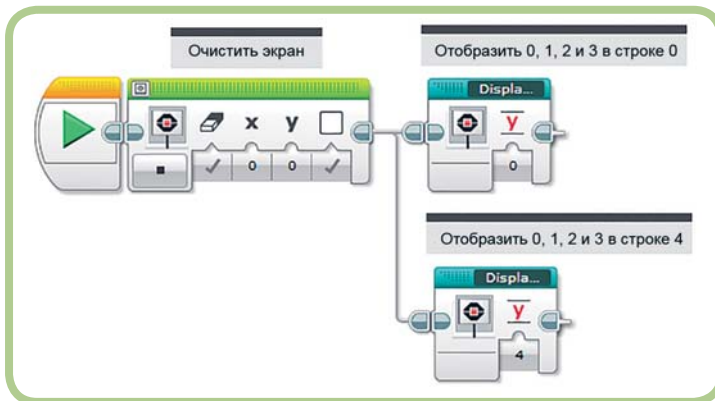 Очистить экран
Отобразить 0, 1, 2 и 3 в строке 0
Displa...
x y
0 0
y
0
Отобразить 0, 1, 2 и 3 в строке 4
Displa...
y
4